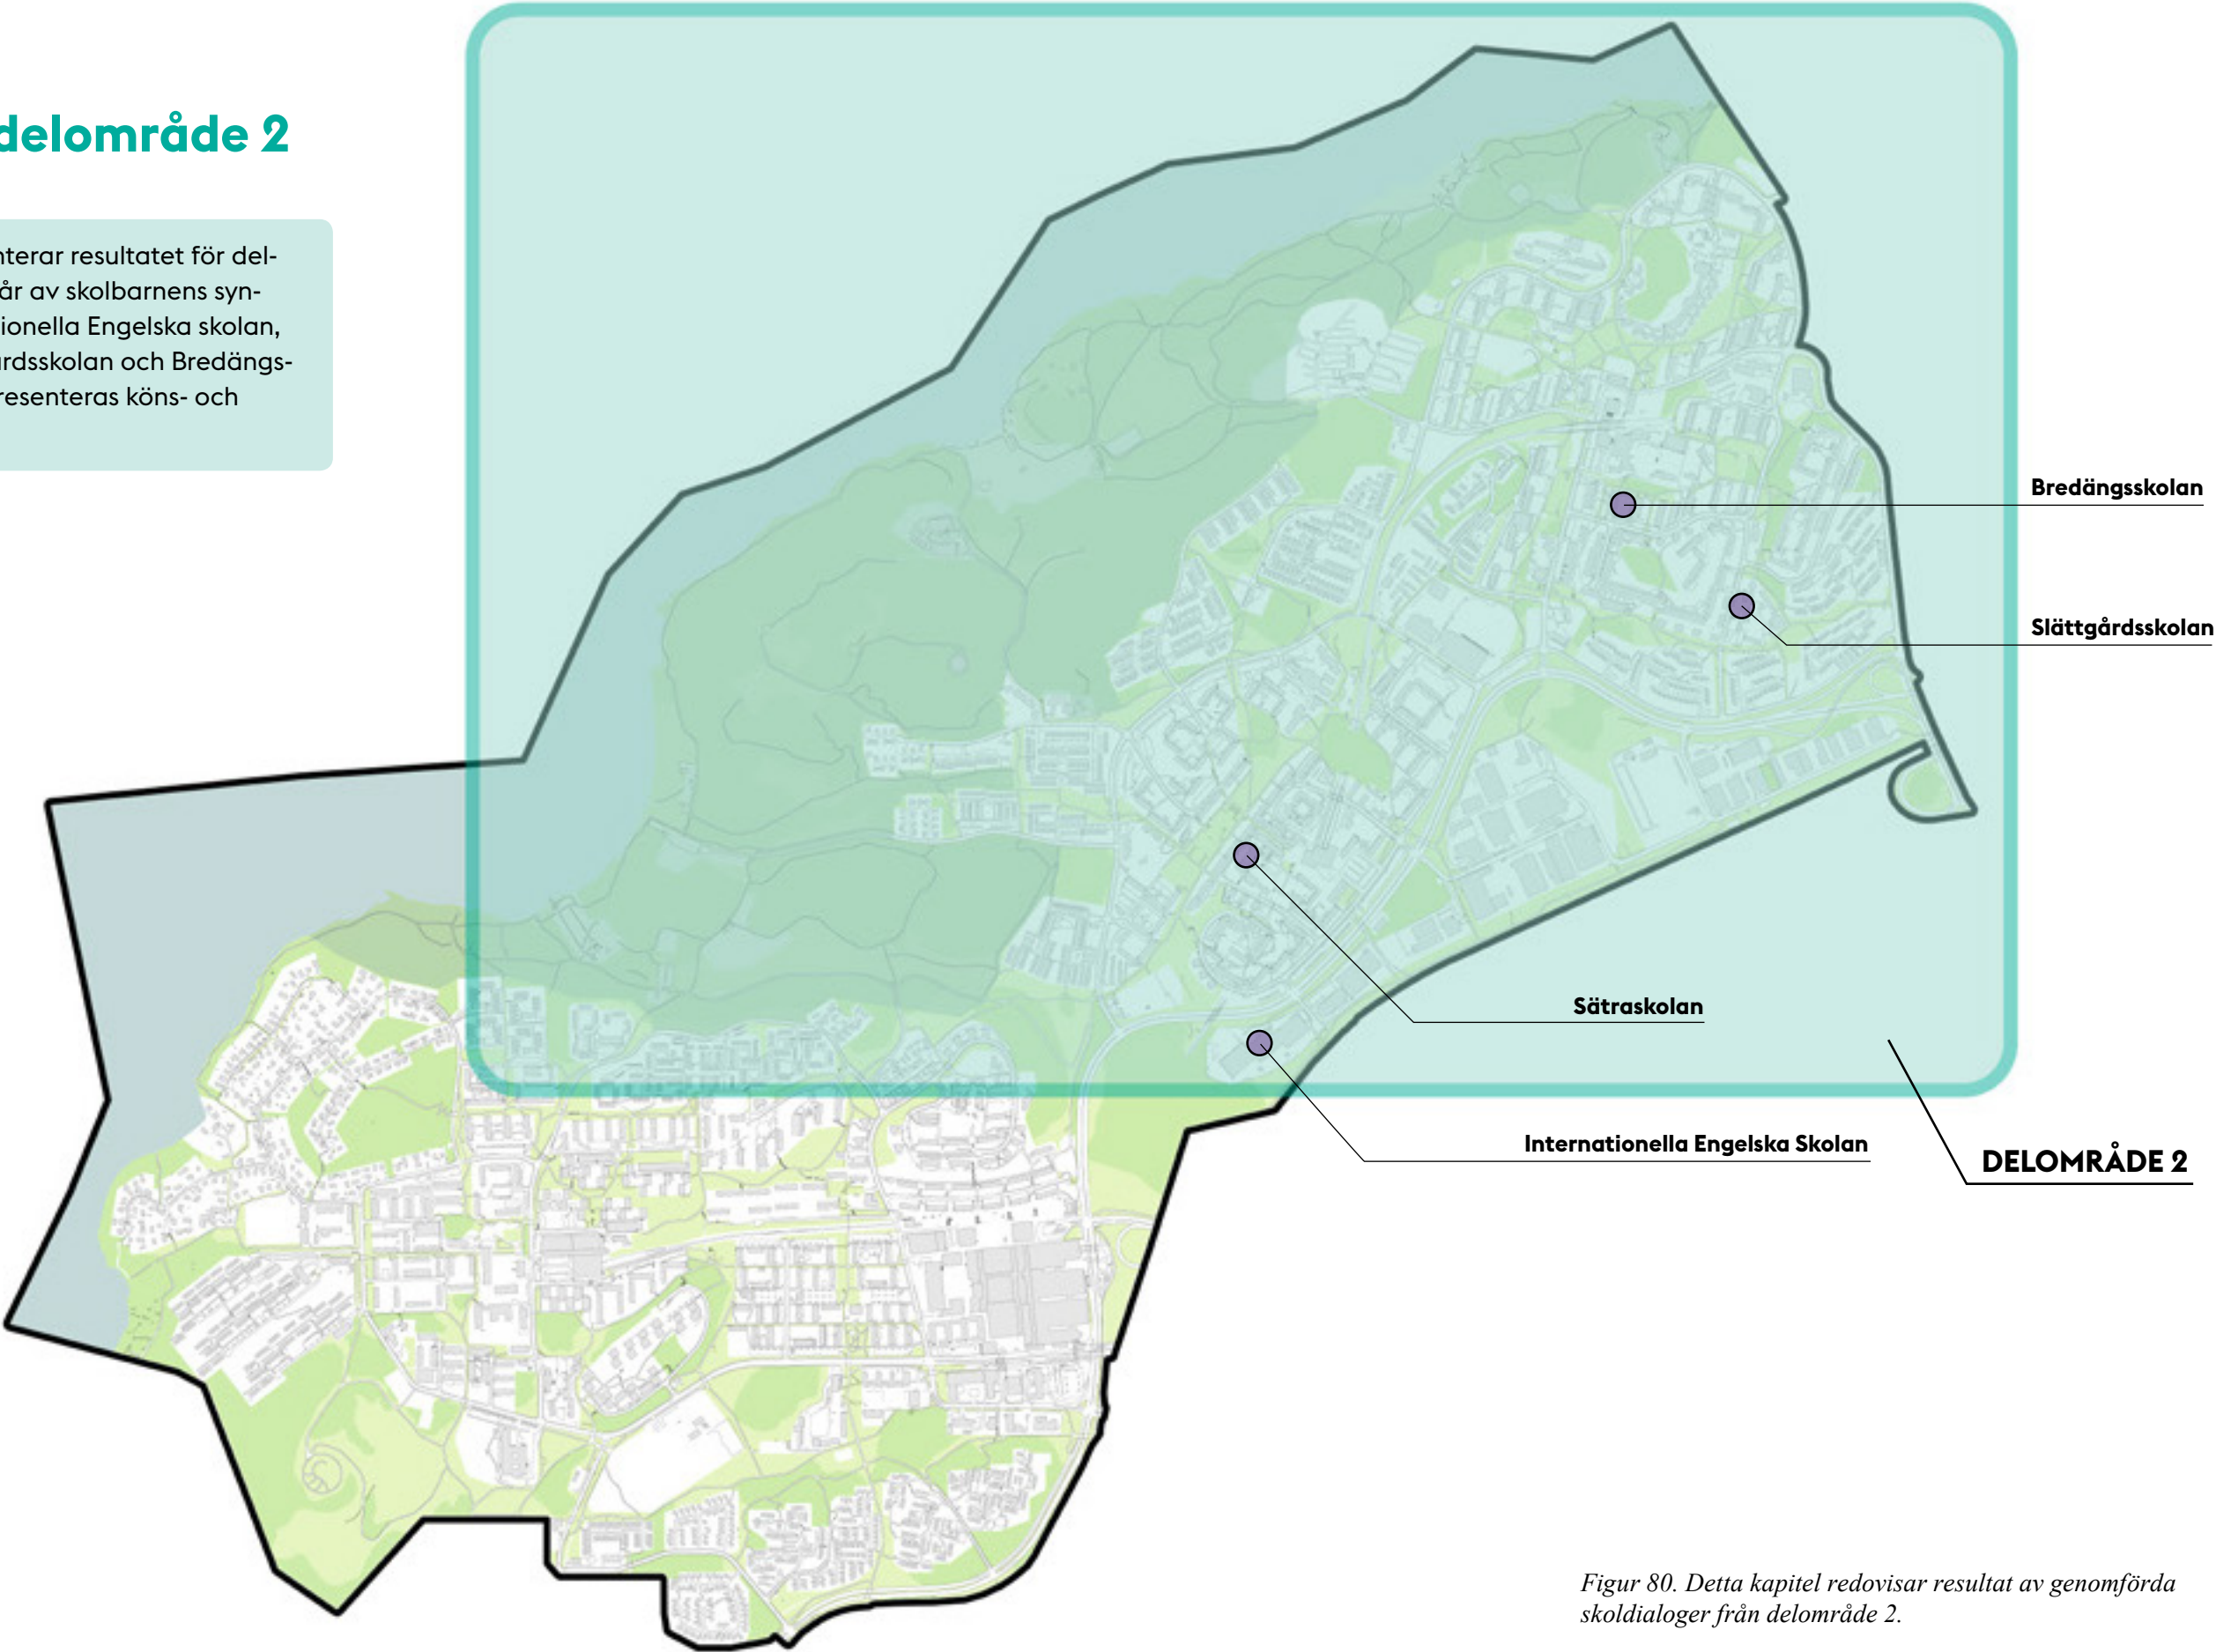 delområde 2
nterar resultatet för del-
år av skolbarnens syn-
ionella Engelska skolan,
rdsskolan och Bredängs-
resenteras köns- och
Bredängsskolan
Slättgårdsskolan
Sätraskolan
Internationella Engelska Skolan
DELOMRÅDE 2
Figur 80. Detta kapitel redovisar resultat av genomförda
skoldialoger från delområde 2.